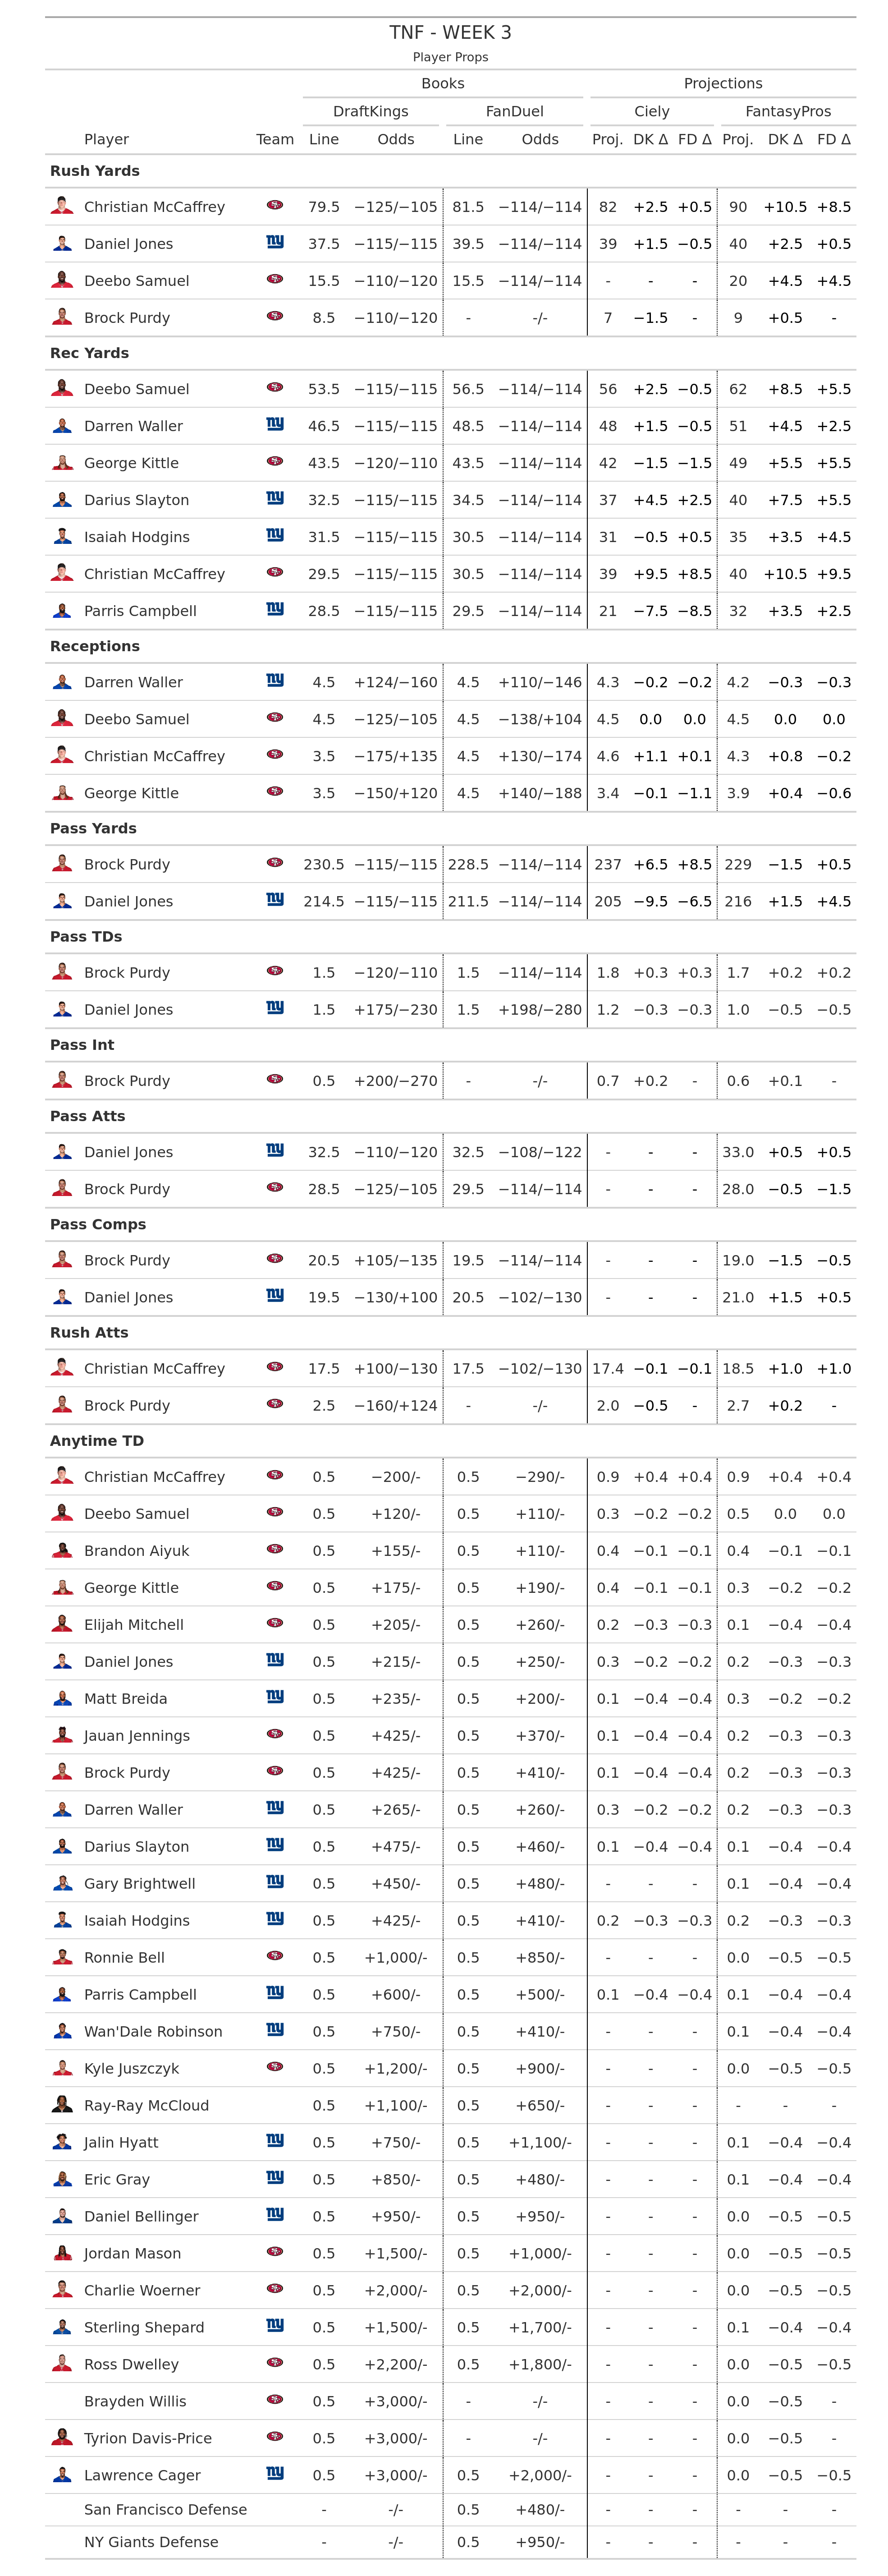 TNF - WEEK 3
Player Props
Books Projections
DraftKings FanDuel Ciely FantasyPros
Player Team Line Odds Line Odds Proj. DK Δ FD Δ Proj. DK Δ FD Δ
Rush Yards
Christian McCaffrey 79.5 −125/−105 81.5 −114/−114 82 +2.5 +0.5 90 +10.5 +8.5
Daniel Jones ny 37.5 −115/−115 39.5 −114/−114 39 +1.5 −0.5 40 +2.5 +0.5
Deebo Samuel 15.5 −110/−120 15.5 −114/−114 - - - 20 +4.5 +4.5
Brock Purdy 8.5 −110/−120 - -/- 7 −1.5 - 9 +0.5 -
Rec Yards
Deebo Samuel 53.5 −115/−115 56.5 −114/−114 56 +2.5 −0.5 62 +8.5 +5.5
Darren Waller ny 46.5 −115/−115 48.5 −114/−114 48 +1.5 −0.5 51 +4.5 +2.5
George Kittle 43.5 −120/−110 43.5 −114/−114 42 −1.5 −1.5 49 +5.5 +5.5
Darius Slayton ny 32.5 −115/−115 34.5 −114/−114 37 +4.5 +2.5 40 +7.5 +5.5
Isaiah Hodgins ny 31.5 −115/−115 30.5 −114/−114 31 −0.5 +0.5 35 +3.5 +4.5
Christian McCaffrey 29.5 −115/−115 30.5 −114/−114 39 +9.5 +8.5 40 +10.5 +9.5
Parris Campbell ny 28.5 −115/−115 29.5 −114/−114 21 −7.5 −8.5 32 +3.5 +2.5
Receptions
Darren Waller ny 4.5 +124/−160 4.5 +110/−146 4.3 −0.2 −0.2 4.2 −0.3 −0.3
Deebo Samuel 4.5 −125/−105 4.5 −138/+104 4.5 0.0 0.0 4.5 0.0 0.0
Christian McCaffrey 3.5 −175/+135 4.5 +130/−174 4.6 +1.1 +0.1 4.3 +0.8 −0.2
George Kittle 3.5 −150/+120 4.5 +140/−188 3.4 −0.1 −1.1 3.9 +0.4 −0.6
Pass Yards
Brock Purdy 230.5 −115/−115 228.5 −114/−114 237 +6.5 +8.5 229 −1.5 +0.5
Daniel Jones ny 214.5 −115/−115 211.5 −114/−114 205 −9.5 −6.5 216 +1.5 +4.5
Pass TDs
Brock Purdy 1.5 −120/−110 1.5 −114/−114 1.8 +0.3 +0.3 1.7 +0.2 +0.2
Daniel Jones ny 1.5 +175/−230 1.5 +198/−280 1.2 −0.3 −0.3 1.0 −0.5 −0.5
Pass Int
Brock Purdy 0.5 +200/−270 - -/- 0.7 +0.2 - 0.6 +0.1 -
Pass Atts
Daniel Jones ny 32.5 −110/−120 32.5 −108/−122 - - - 33.0 +0.5 +0.5
Brock Purdy 28.5 −125/−105 29.5 −114/−114 - - - 28.0 −0.5 −1.5
Pass Comps
Brock Purdy 20.5 +105/−135 19.5 −114/−114 - - - 19.0 −1.5 −0.5
Daniel Jones ny 19.5 −130/+100 20.5 −102/−130 - - - 21.0 +1.5 +0.5
Rush Atts
Christian McCaffrey 17.5 +100/−130 17.5 −102/−130 17.4 −0.1 −0.1 18.5 +1.0 +1.0
Brock Purdy 2.5 −160/+124 - -/- 2.0 −0.5 - 2.7 +0.2 -
Anytime TD
Christian McCaffrey 0.5 −200/- 0.5 −290/- 0.9 +0.4 +0.4 0.9 +0.4 +0.4
Deebo Samuel 0.5 +120/- 0.5 +110/- 0.3 −0.2 −0.2 0.5 0.0 0.0
Brandon Aiyuk 0.5 +155/- 0.5 +110/- 0.4 −0.1 −0.1 0.4 −0.1 −0.1
George Kittle 0.5 +175/- 0.5 +190/- 0.4 −0.1 −0.1 0.3 −0.2 −0.2
Elijah Mitchell 0.5 +205/- 0.5 +260/- 0.2 −0.3 −0.3 0.1 −0.4 −0.4
Daniel Jones ny 0.5 +215/- 0.5 +250/- 0.3 −0.2 −0.2 0.2 −0.3 −0.3
Matt Breida ny 0.5 +235/- 0.5 +200/- 0.1 −0.4 −0.4 0.3 −0.2 −0.2
Jauan Jennings 0.5 +425/- 0.5 +370/- 0.1 −0.4 −0.4 0.2 −0.3 −0.3
Brock Purdy 0.5 +425/- 0.5 +410/- 0.1 −0.4 −0.4 0.2 −0.3 −0.3
Darren Waller ny 0.5 +265/- 0.5 +260/- 0.3 −0.2 −0.2 0.2 −0.3 −0.3
Darius Slayton ny 0.5 +475/- 0.5 +460/- 0.1 −0.4 −0.4 0.1 −0.4 −0.4
Gary Brightwell ny 0.5 +450/- 0.5 +480/- - - - 0.1 −0.4 −0.4
Isaiah Hodgins ny 0.5 +425/- 0.5 +410/- 0.2 −0.3 −0.3 0.2 −0.3 −0.3
Ronnie Bell 0.5 +1,000/- 0.5 +850/- - - - 0.0 −0.5 −0.5
Parris Campbell ny 0.5 +600/- 0.5 +500/- 0.1 −0.4 −0.4 0.1 −0.4 −0.4
Wan'Dale Robinson ny 0.5 +750/- 0.5 +410/- - - - 0.1 −0.4 −0.4
Kyle Juszczyk 0.5 +1,200/- 0.5 +900/- - - - 0.0 −0.5 −0.5
Ray-Ray McCloud 0.5 +1,100/- 0.5 +650/- - - - - - -
Jalin Hyatt ny 0.5 +750/- 0.5 +1,100/- - - - 0.1 −0.4 −0.4
Eric Gray ny 0.5 +850/- 0.5 +480/- - - - 0.1 −0.4 −0.4
Daniel Bellinger ny 0.5 +950/- 0.5 +950/- - - - 0.0 −0.5 −0.5
Jordan Mason 0.5 +1,500/- 0.5 +1,000/- - - - 0.0 −0.5 −0.5
Charlie Woerner 0.5 +2,000/- 0.5 +2,000/- - - - 0.0 −0.5 −0.5
Sterling Shepard ny 0.5 +1,500/- 0.5 +1,700/- - - - 0.1 −0.4 −0.4
Ross Dwelley 0.5 +2,200/- 0.5 +1,800/- - - - 0.0 −0.5 −0.5
Brayden Willis 0.5 +3,000/- - -/- - - - 0.0 −0.5 -
Tyrion Davis-Price 0.5 +3,000/- - -/- - - - 0.0 −0.5 -
Lawrence Cager ny 0.5 +3,000/- 0.5 +2,000/- - - - 0.0 −0.5 −0.5
San Francisco Defense - -/- 0.5 +480/- - - - - - -
NY Giants Defense - -/- 0.5 +950/- - - - - - -